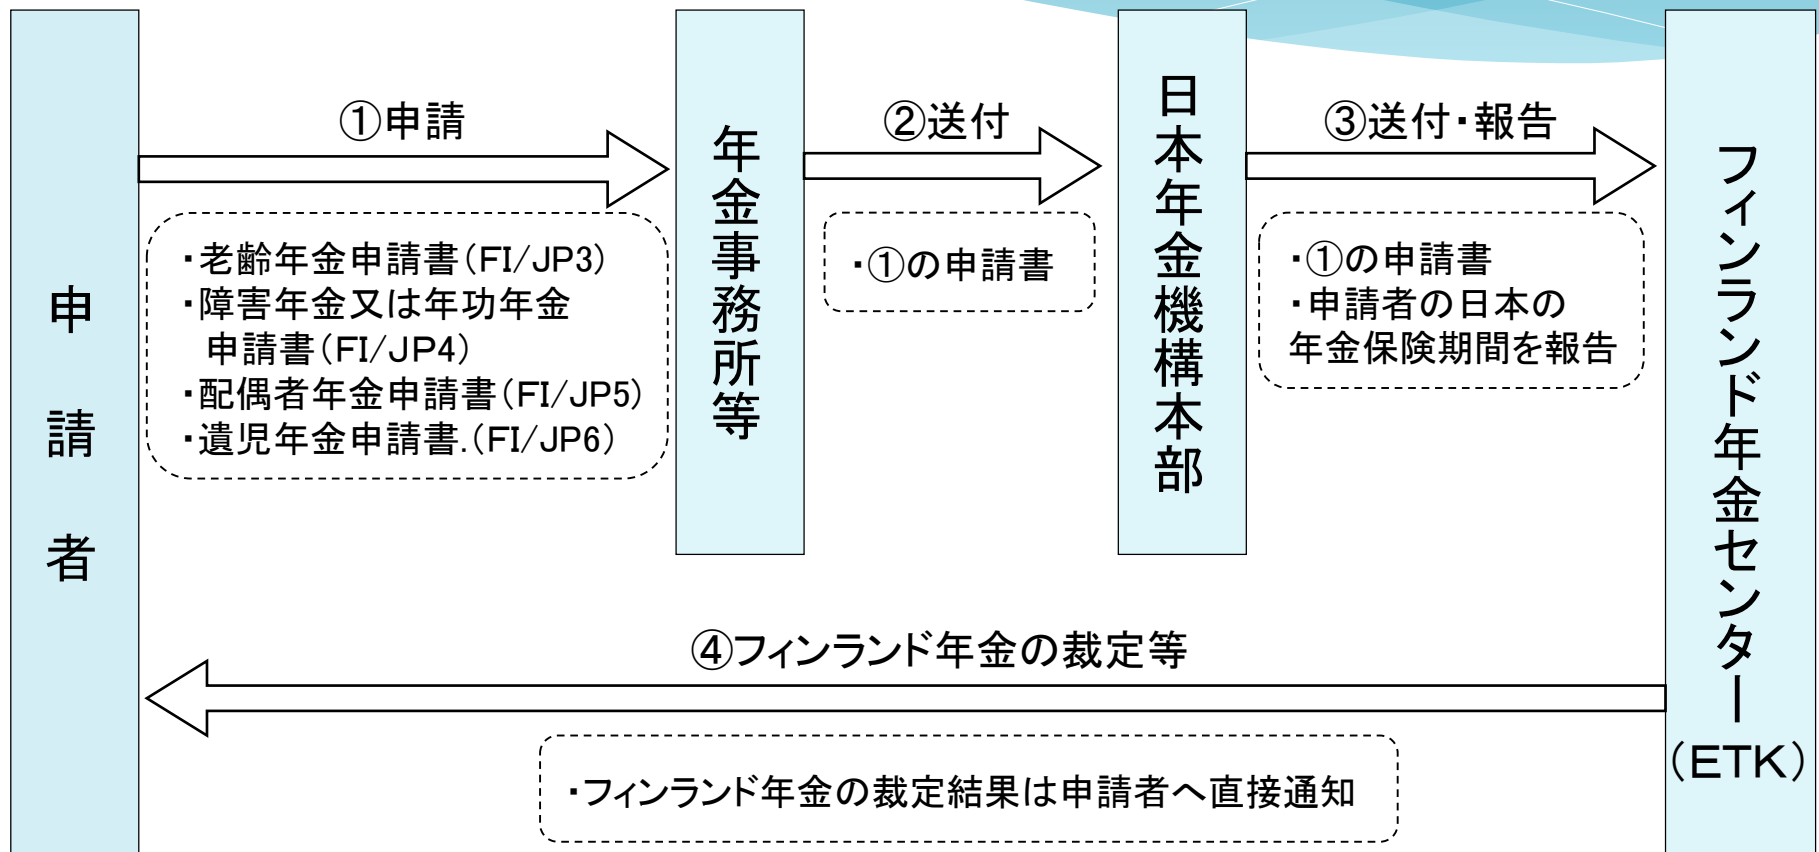 申請者
①申請
・老齢年金申請書(FI/JP3)
・障害年金又は年功年金
申請書(FI/JP4)
・配偶者年金申請書(FI/JP5)
・遺児年金申請書.(FI/JP6)
年金事務所等
②送付
・①の申請書
日本年金機構本部
③送付・報告
・①の申請書
・申請者の日本の
年金保険期間を報告
フィンランド年金センター
(ETK)
④フィンランド年金の裁定等
・フィンランド年金の裁定結果は申請者へ直接通知